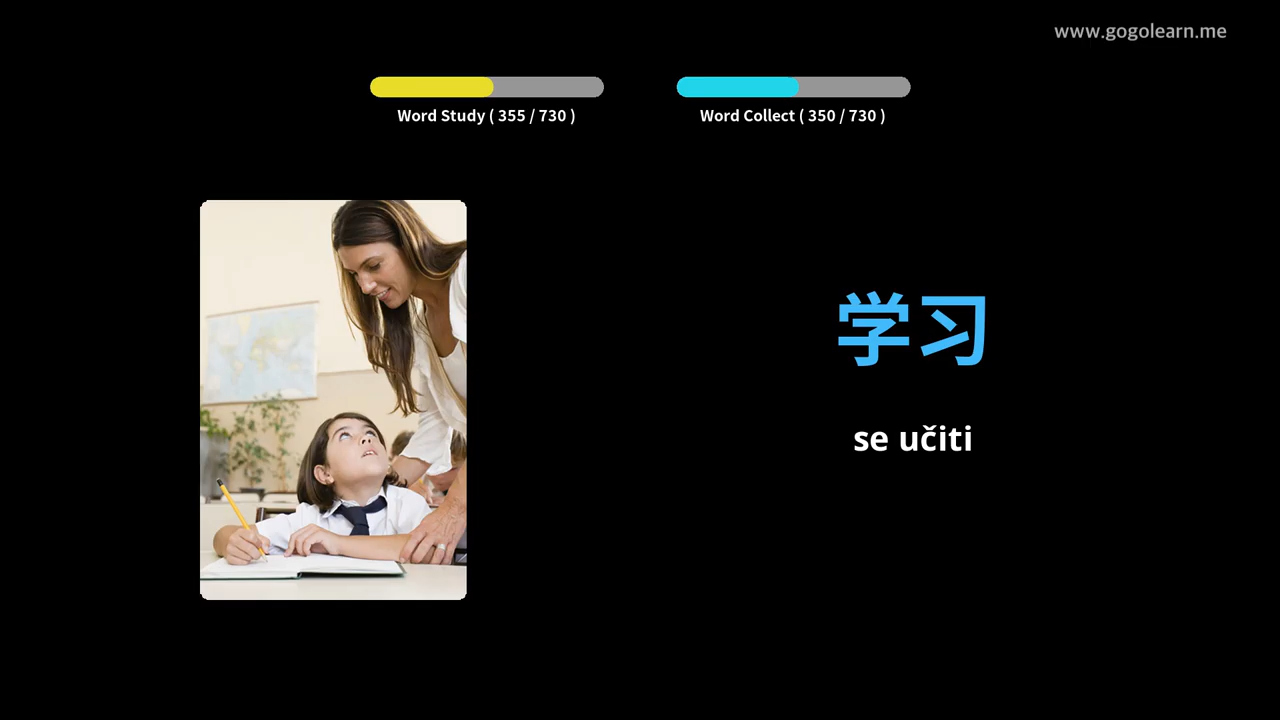 www.gogolearn.me
Word Study ( 355 / 730 )
Word Collect ( 350 / 730 )
学习
se učiti